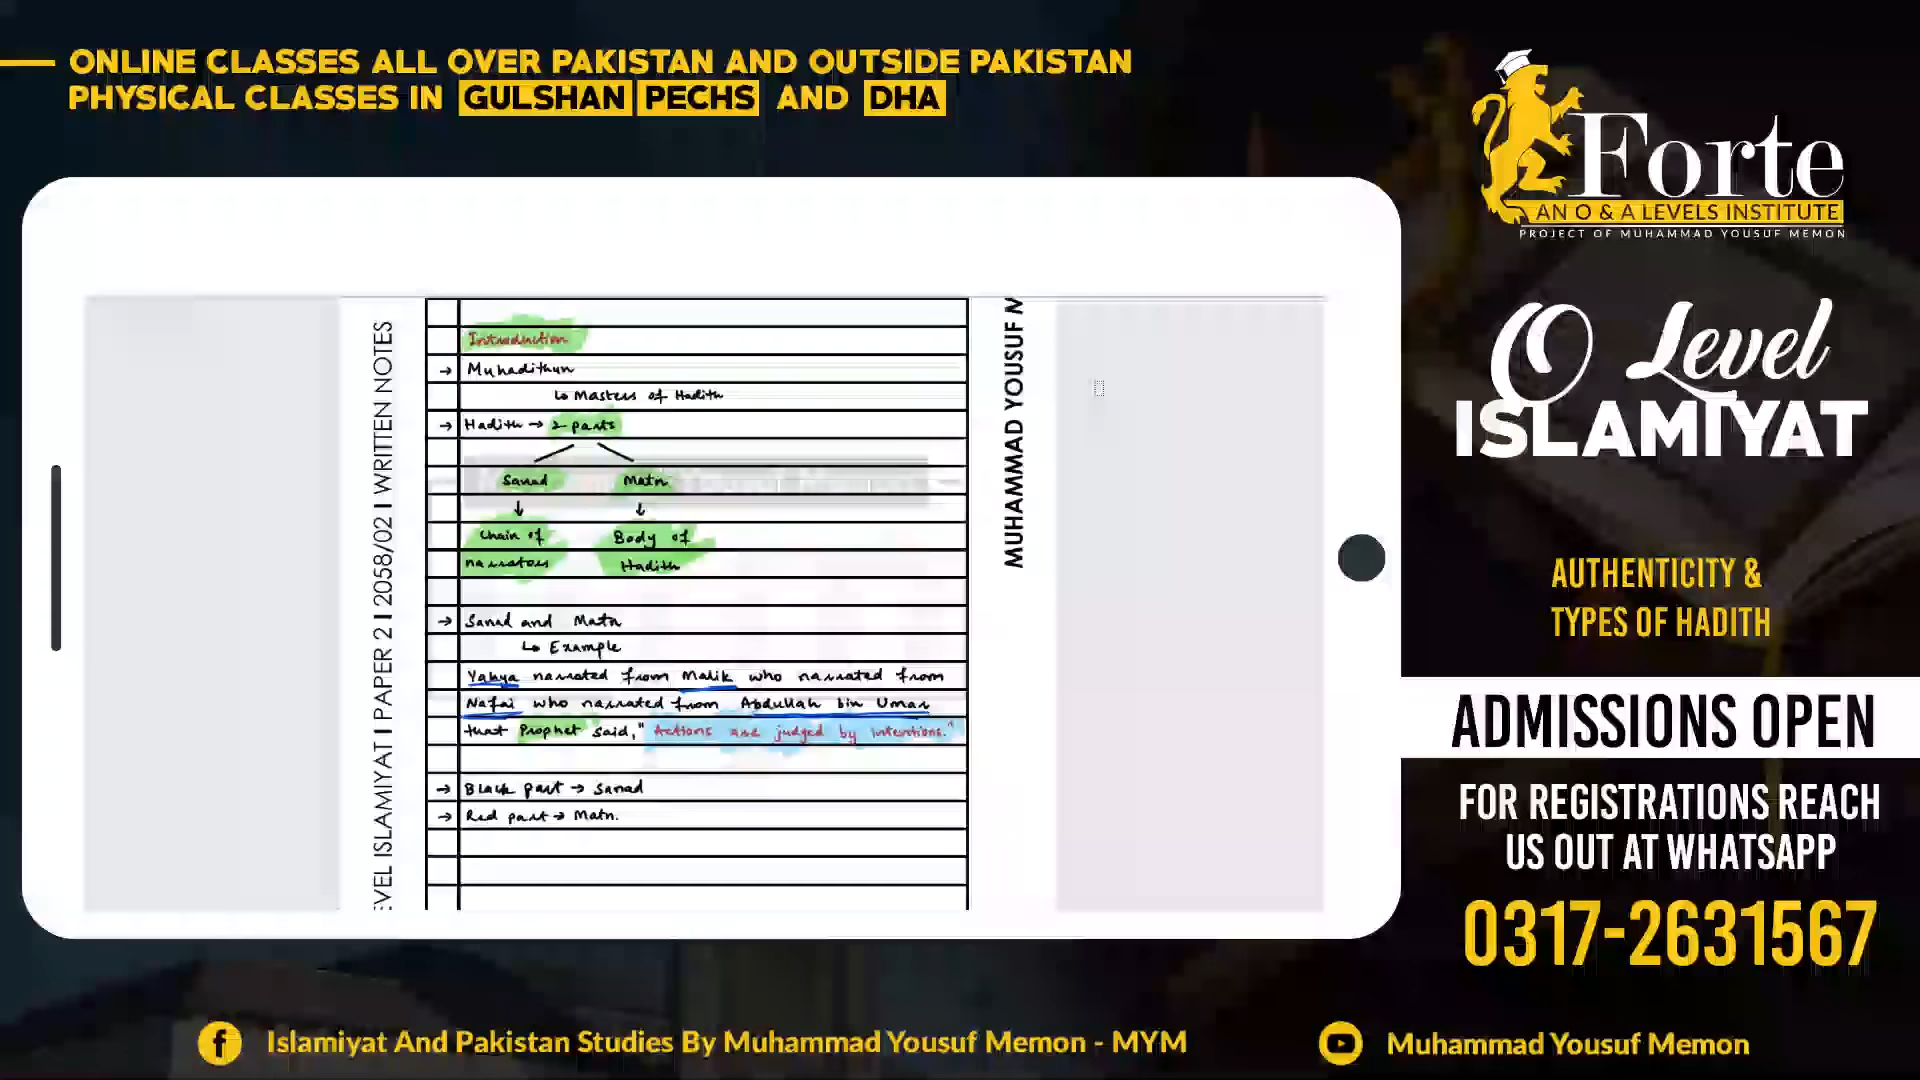 ONLINE CLASSES ALL OVER PAKISTAN AND OUTSIDE PAKISTAN
PHYSICAL CLASSES IN GULSHAN PECHS AND DHA
Forte
AN O & A LEVELS INSTITUTE
PROJECT OF MUHAMMAD YOUSUF MEMON
O Level
ISLAMIYAT
AUTHENTICITY &
TYPES OF HADITH
ADMISSIONS OPEN
FOR REGISTRATIONS REACH
US OUT AT WHATSAPP
0317-2631567
EVEL ISLAMIYAT I PAPER 2 I 2058/02 I WRITTEN NOTES
Introduction
→ Muhadithun
↳ Masters of Hadith
→ Hadith → 2 parts
Sanad Matn
↓ ↓
Chain of Body of
narrators Hadith
→ Sanad and Matn
↳ Example
Yahya narrated from Malik who narrated from
Nafai who narrated from Abdullah bin Umar
that Prophet said, "Actions are judged by intentions."
→ Black part → Sanad
→ Red part → Matn.
MUHAMMAD YOUSUF M
Islamiyat And Pakistan Studies By Muhammad Yousuf Memon - MYM
Muhammad Yousuf Memon